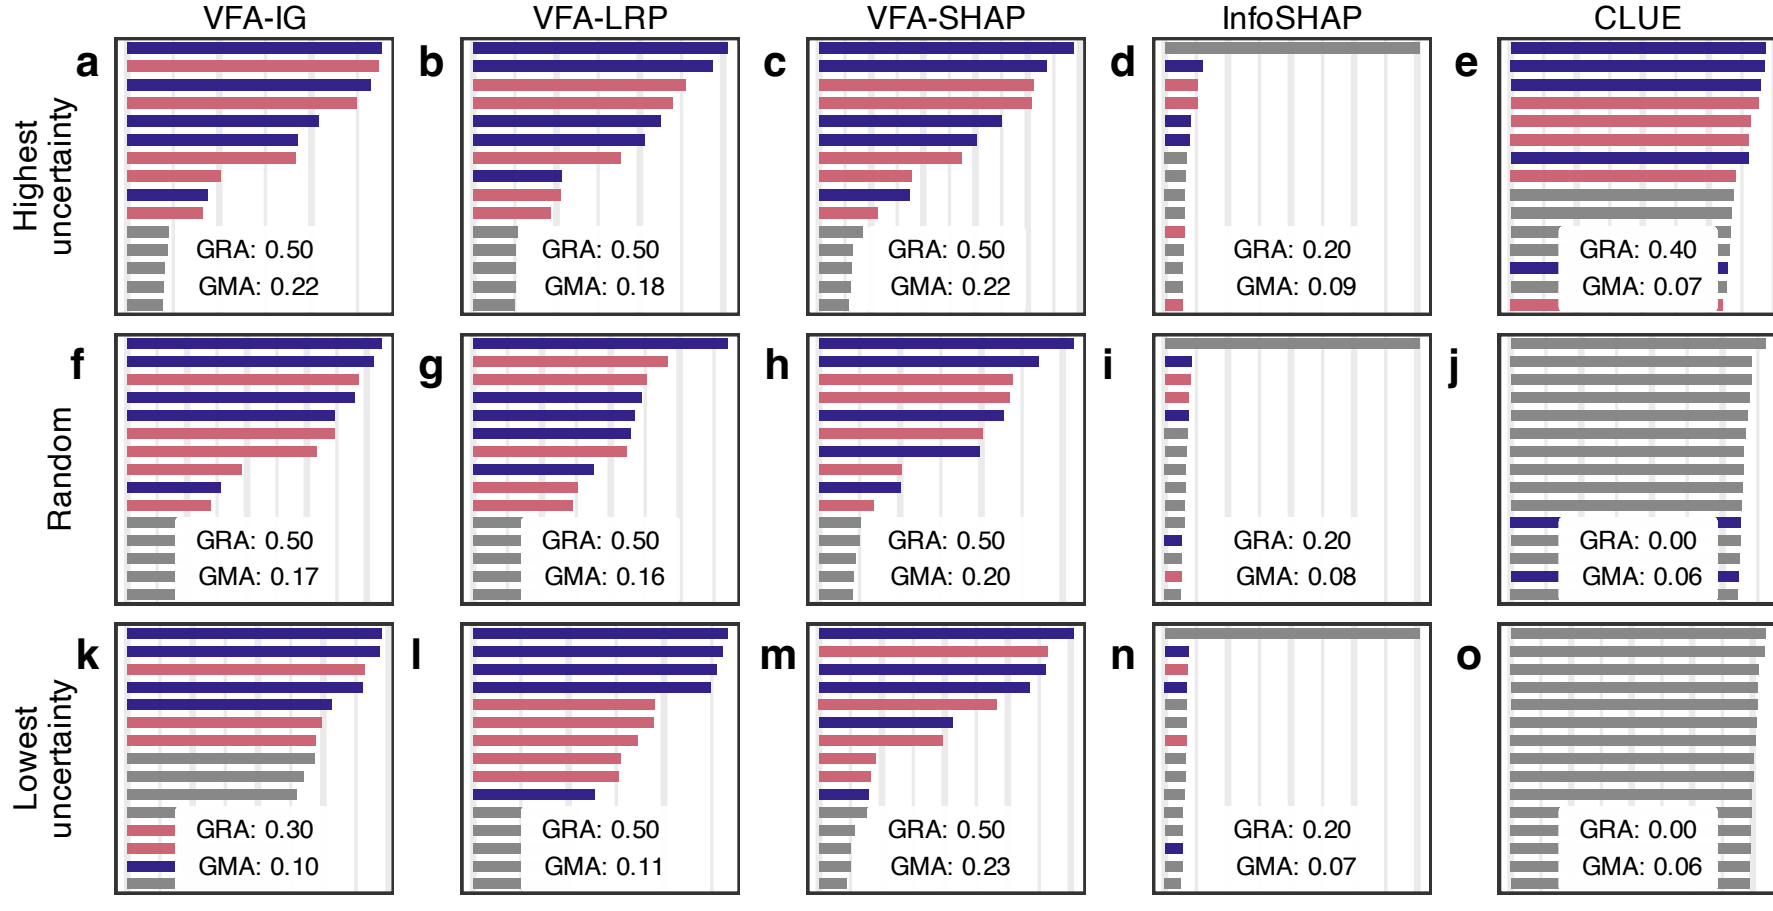 VFA-IG VFA-LRP VFA-SHAP InfoSHAP CLUE
Highest
uncertainty
a
GRA: 0.50
GMA: 0.22
b
GRA: 0.50
GMA: 0.18
c
GRA: 0.50
GMA: 0.22
d
GRA: 0.20
GMA: 0.09
e
GRA: 0.40
GMA: 0.07
Random
f
GRA: 0.50
GMA: 0.17
g
GRA: 0.50
GMA: 0.16
h
GRA: 0.50
GMA: 0.20
i
GRA: 0.20
GMA: 0.08
j
GRA: 0.00
GMA: 0.06
Lowest
uncertainty
k
GRA: 0.30
GMA: 0.10
l
GRA: 0.50
GMA: 0.11
m
GRA: 0.50
GMA: 0.23
n
GRA: 0.20
GMA: 0.07
o
GRA: 0.00
GMA: 0.06